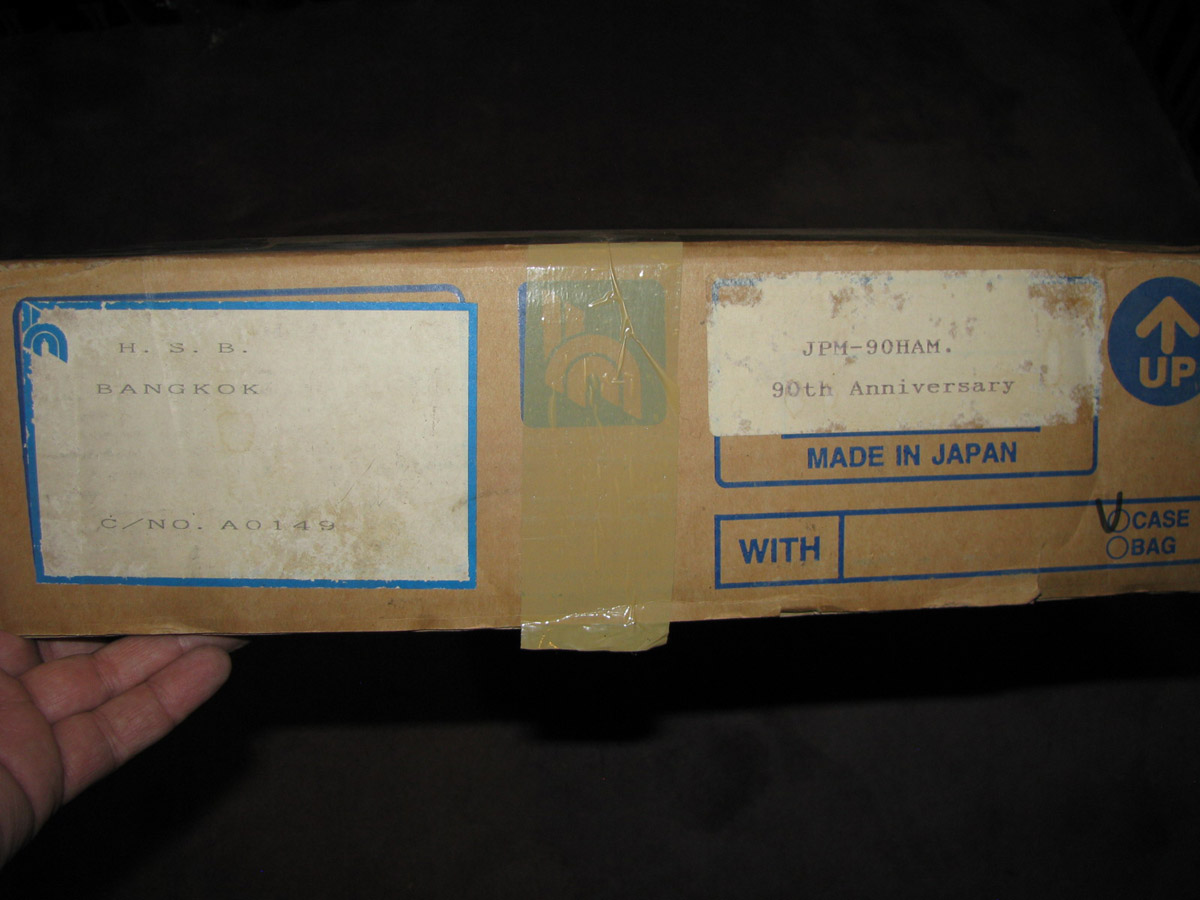 H. S. B.
BANGKOK
C/NO. A0149
JPM-90HAM.
90th Anniversary
MADE IN JAPAN
UP
WITH
CASE
BAG